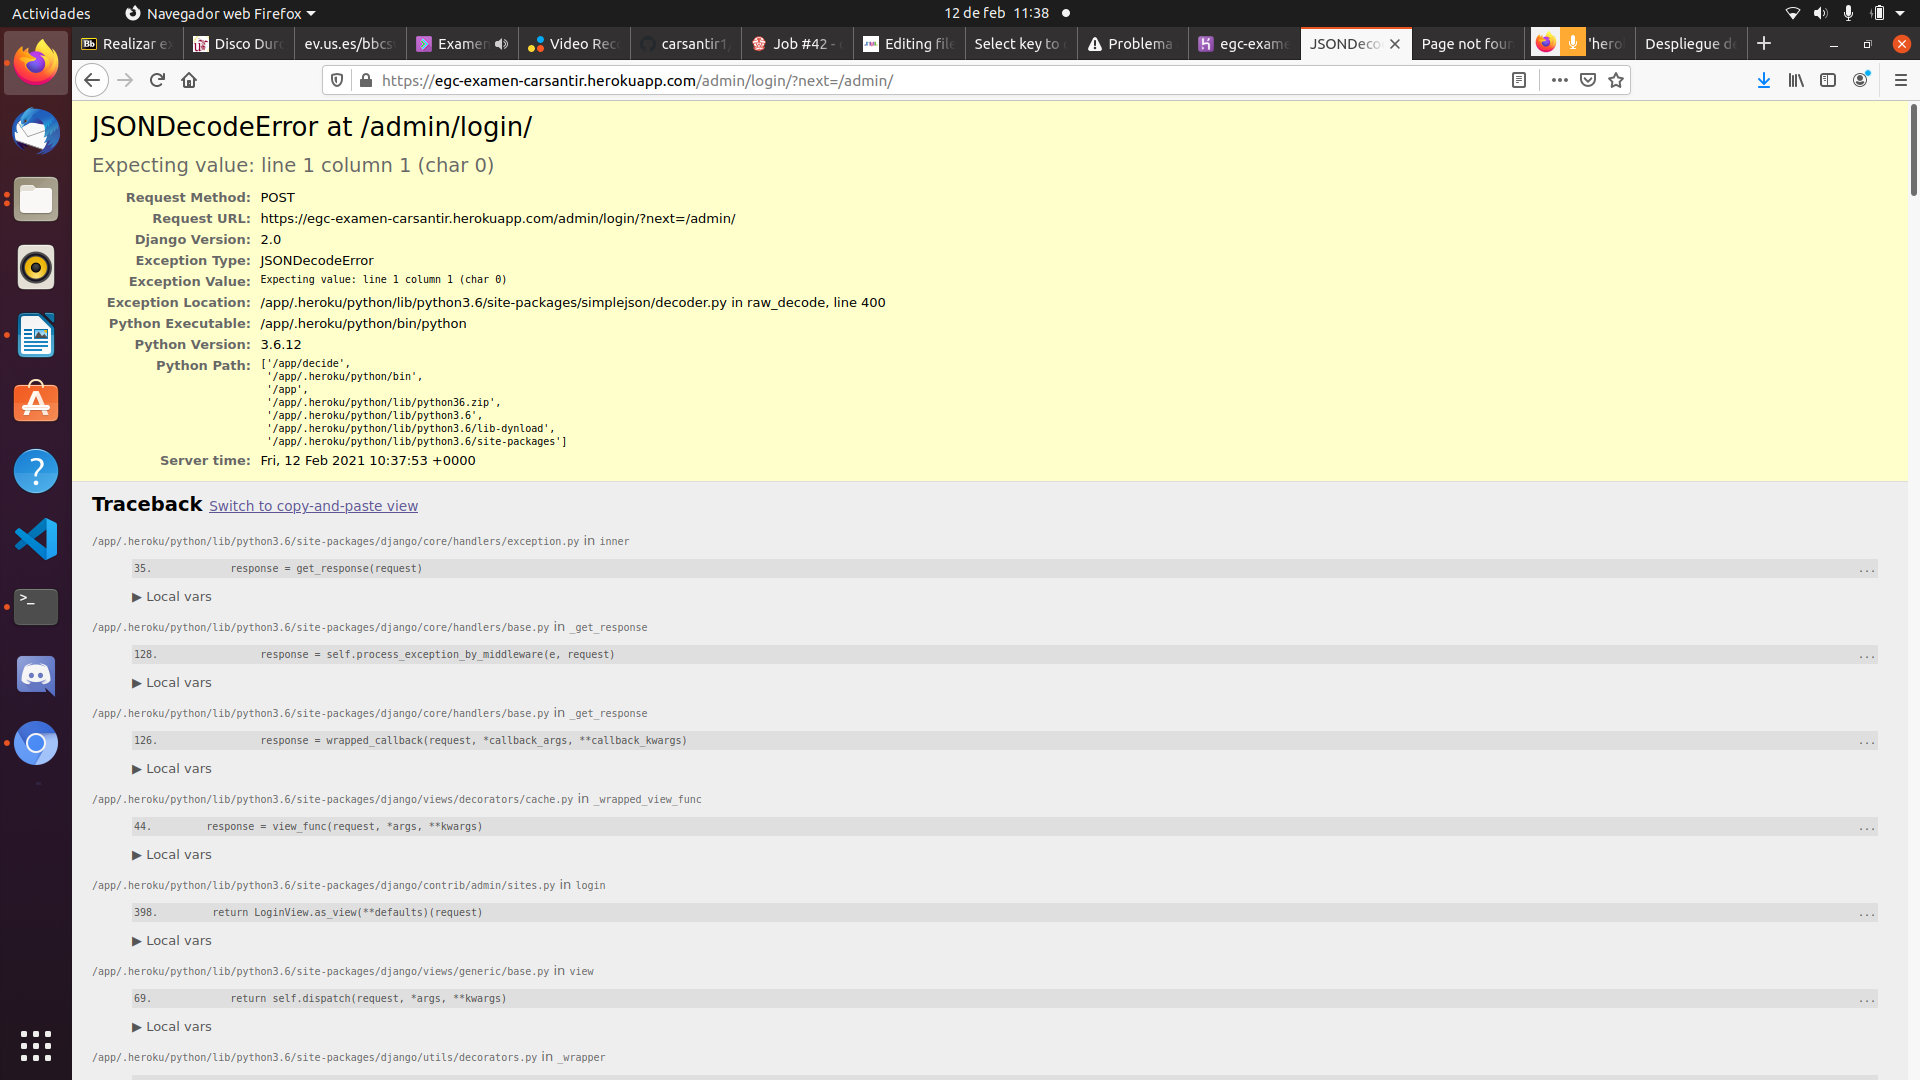 Actividades
Navegador web Firefox
12 de feb 11:38
Realizar ex
Disco Duro
ev.us.es/bbcsw
Examen
Video Rec
carsantir1/
Job #42 - c
Editing file
Select key to c
Problema
egc-exame
JSONDeco
Page not foun
'hero
Despliegue de
https://egc-examen-carsantir.herokuapp.com/admin/login/?next=/admin/
JSONDecodeError at /admin/login/
Expecting value: line 1 column 1 (char 0)
Request Method: POST
Request URL: https://egc-examen-carsantir.herokuapp.com/admin/login/?next=/admin/
Django Version: 2.0
Exception Type: JSONDecodeError
Exception Value: Expecting value: line 1 column 1 (char 0)
Exception Location: /app/.heroku/python/lib/python3.6/site-packages/simplejson/decoder.py in raw_decode, line 400
Python Executable: /app/.heroku/python/bin/python
Python Version: 3.6.12
Python Path: ['/app/decide',
'/app/.heroku/python/bin',
'/app',
'/app/.heroku/python/lib/python36.zip',
'/app/.heroku/python/lib/python3.6',
'/app/.heroku/python/lib/python3.6/lib-dynload',
'/app/.heroku/python/lib/python3.6/site-packages']
Server time: Fri, 12 Feb 2021 10:37:53 +0000
Traceback Switch to copy-and-paste view
/app/.heroku/python/lib/python3.6/site-packages/django/core/handlers/exception.py in inner
35. response = get_response(request) ...
▶ Local vars
/app/.heroku/python/lib/python3.6/site-packages/django/core/handlers/base.py in _get_response
128. response = self.process_exception_by_middleware(e, request) ...
▶ Local vars
/app/.heroku/python/lib/python3.6/site-packages/django/core/handlers/base.py in _get_response
126. response = wrapped_callback(request, *callback_args, **callback_kwargs) ...
▶ Local vars
/app/.heroku/python/lib/python3.6/site-packages/django/views/decorators/cache.py in _wrapped_view_func
44. response = view_func(request, *args, **kwargs) ...
▶ Local vars
/app/.heroku/python/lib/python3.6/site-packages/django/contrib/admin/sites.py in login
398. return LoginView.as_view(**defaults)(request) ...
▶ Local vars
/app/.heroku/python/lib/python3.6/site-packages/django/views/generic/base.py in view
69. return self.dispatch(request, *args, **kwargs) ...
▶ Local vars
/app/.heroku/python/lib/python3.6/site-packages/django/utils/decorators.py in _wrapper